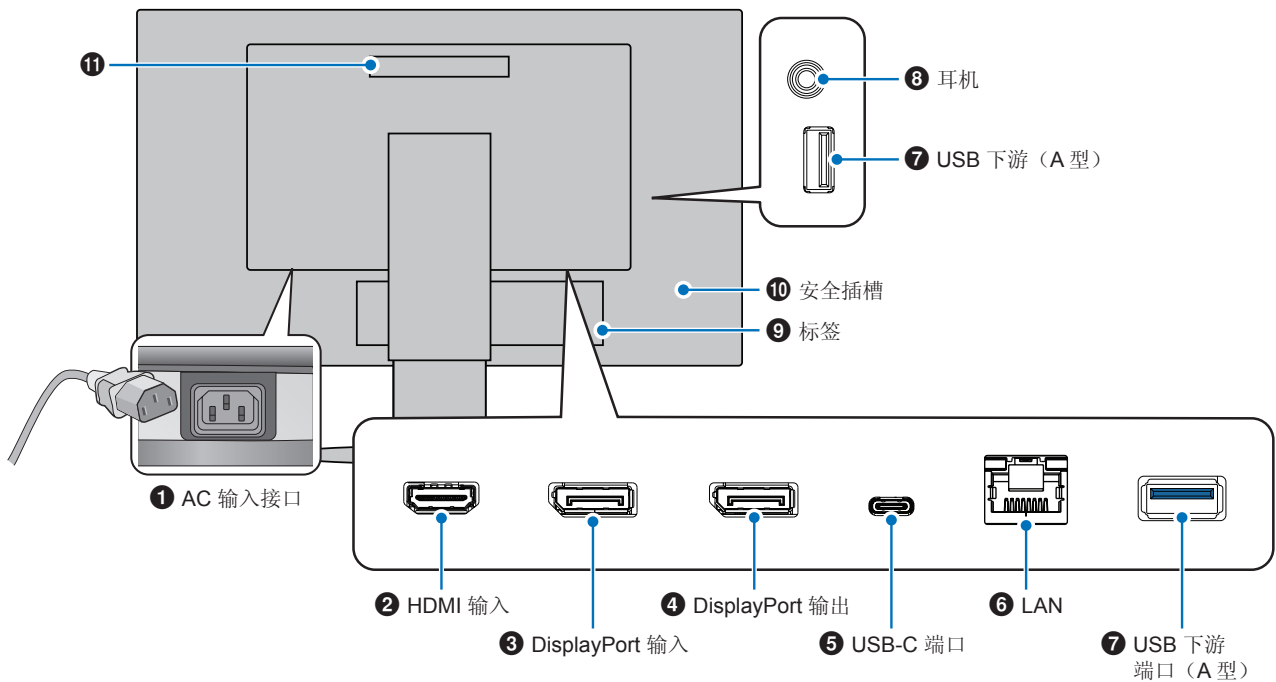 ⓫
❽ 耳机
❼ USB 下游（A 型）
❿ 安全插槽
❾ 标签
❶ AC 输入接口
❷ HDMI 输入
❹ DisplayPort 输出
❻ LAN
❸ DisplayPort 输入
❺ USB-C 端口
❼ USB 下游
端口（A 型）